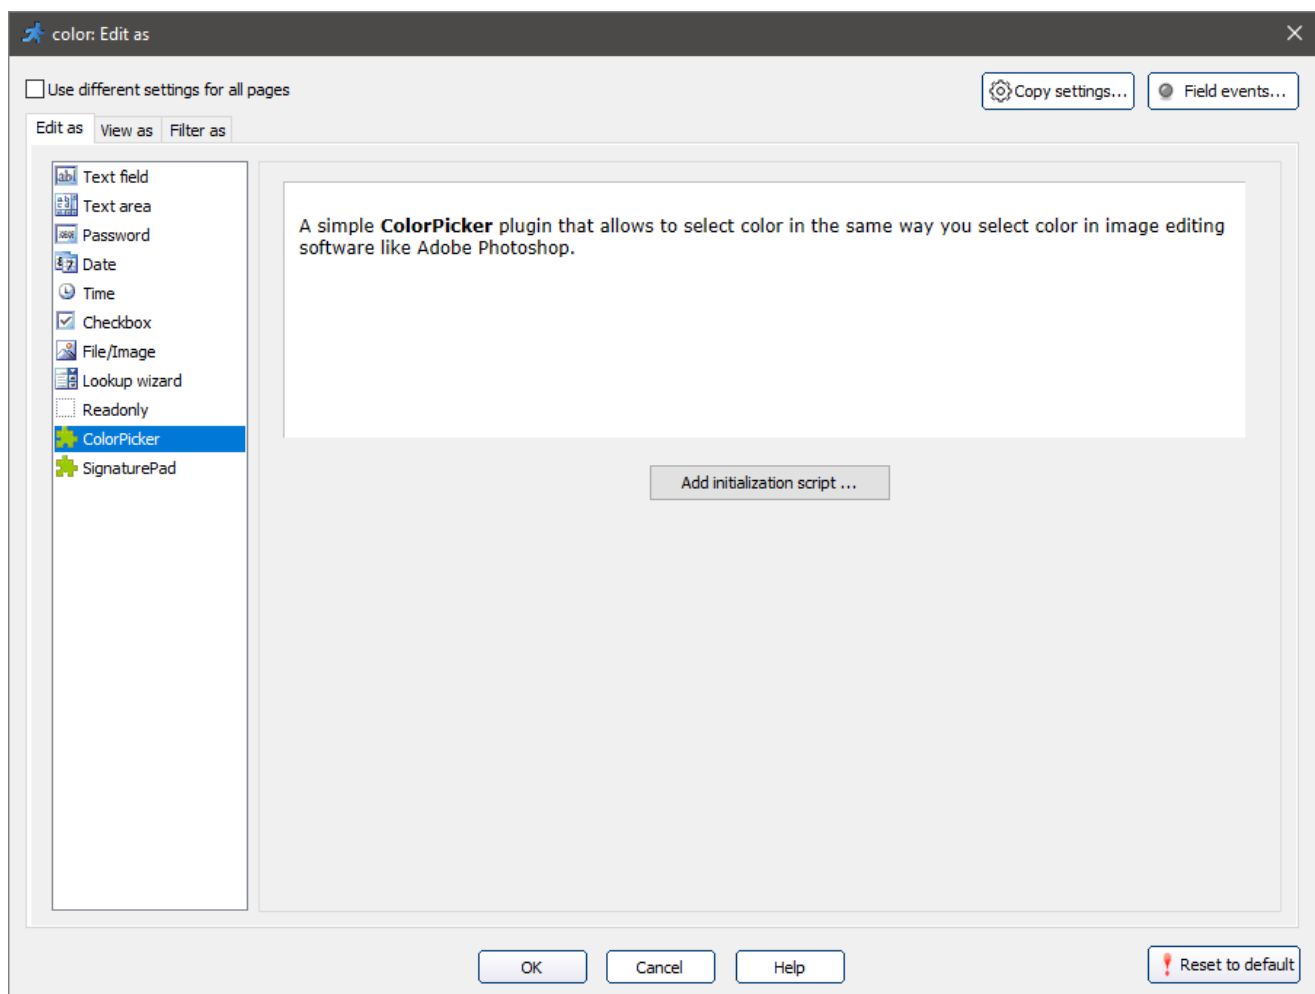 color: Edit as
Use different settings for all pages
Copy settings...
Field events...
Edit as
View as
Filter as
Text field
Text area
Password
Date
Time
Checkbox
File/Image
Lookup wizard
Readonly
ColorPicker
SignaturePad
A simple ColorPicker plugin that allows to select color in the same way you select color in image editing
software like Adobe Photoshop.
Add initialization script ...
OK
Cancel
Help
Reset to default